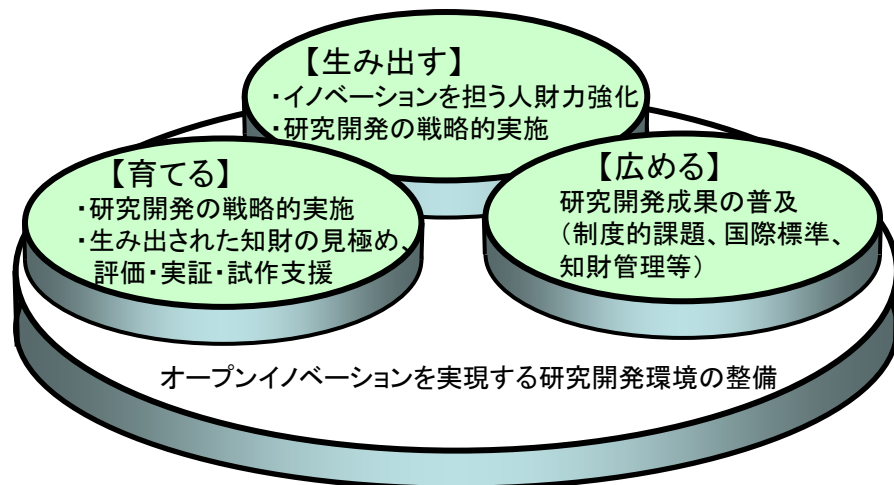 【生み出す】
・イノベーションを担う人財力強化
・研究開発の戦略的実施
【育てる】
・研究開発の戦略的実施
・生み出された知財の見極め、
評価・実証・試作支援
【広める】
研究開発成果の普及
(制度的課題、国際標準、
知財管理等)
オープンイノベーションを実現する研究開発環境の整備